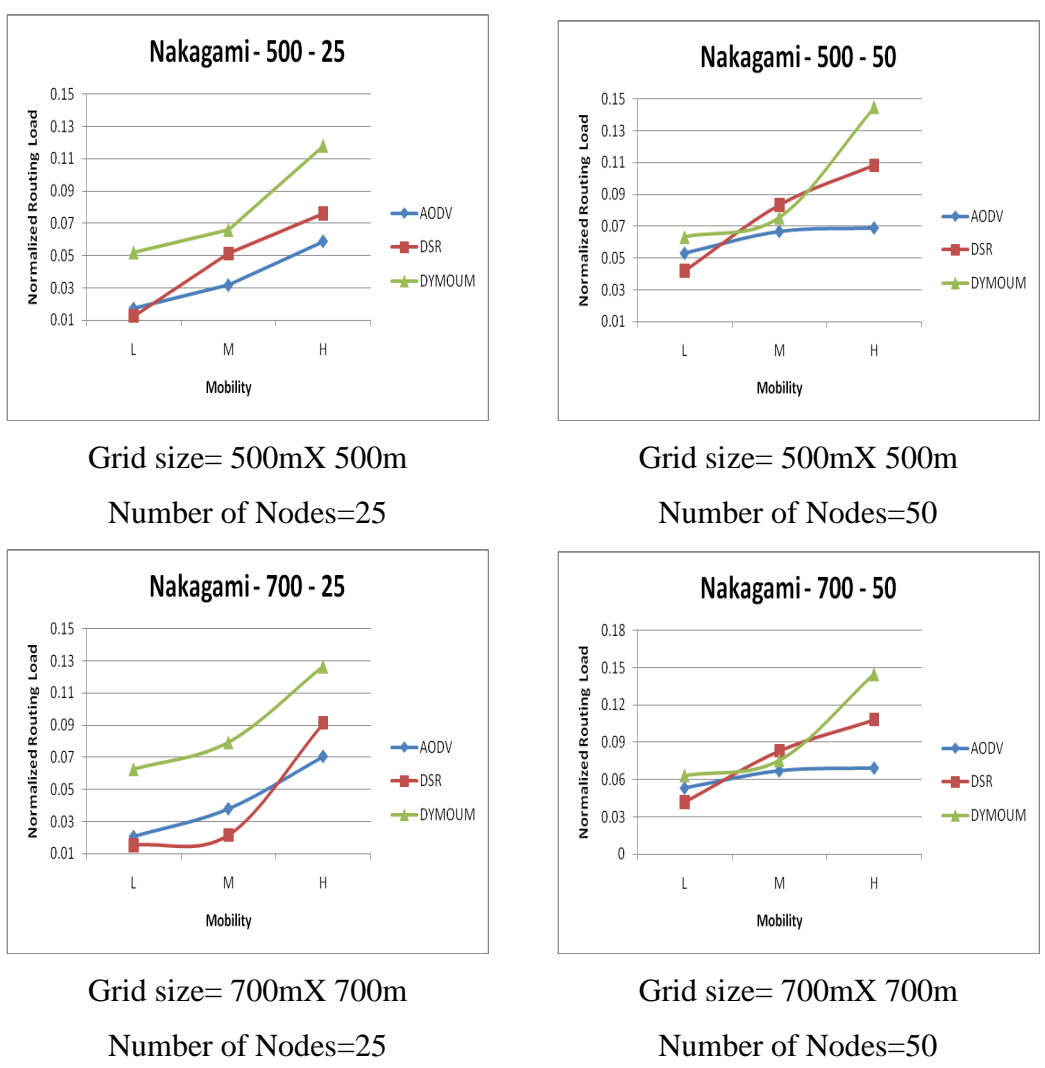 Nakagami - 500 - 25
0.15
0.13
0.11
0.09
0.07
0.05
0.03
0.01
Normalized Routing Load
L M H
Mobility
AODV
DSR
DYMOUM
Grid size= 500mX 500m
Number of Nodes=25
Nakagami - 500 - 50
0.15
0.13
0.11
0.09
0.07
0.05
0.03
0.01
Normalized Routing Load
L M H
Mobility
AODV
DSR
DYMOUM
Grid size= 500mX 500m
Number of Nodes=50
Nakagami - 700 - 25
0.15
0.13
0.11
0.09
0.07
0.05
0.03
0.01
Normalized Routing Load
L M H
Mobility
AODV
DSR
DYMOUM
Grid size= 700mX 700m
Number of Nodes=25
Nakagami - 700 - 50
0.18
0.15
0.12
0.09
0.06
0.03
0
Normalized Routing Load
L M H
Mobility
AODV
DSR
DYMOUM
Grid size= 700mX 700m
Number of Nodes=50